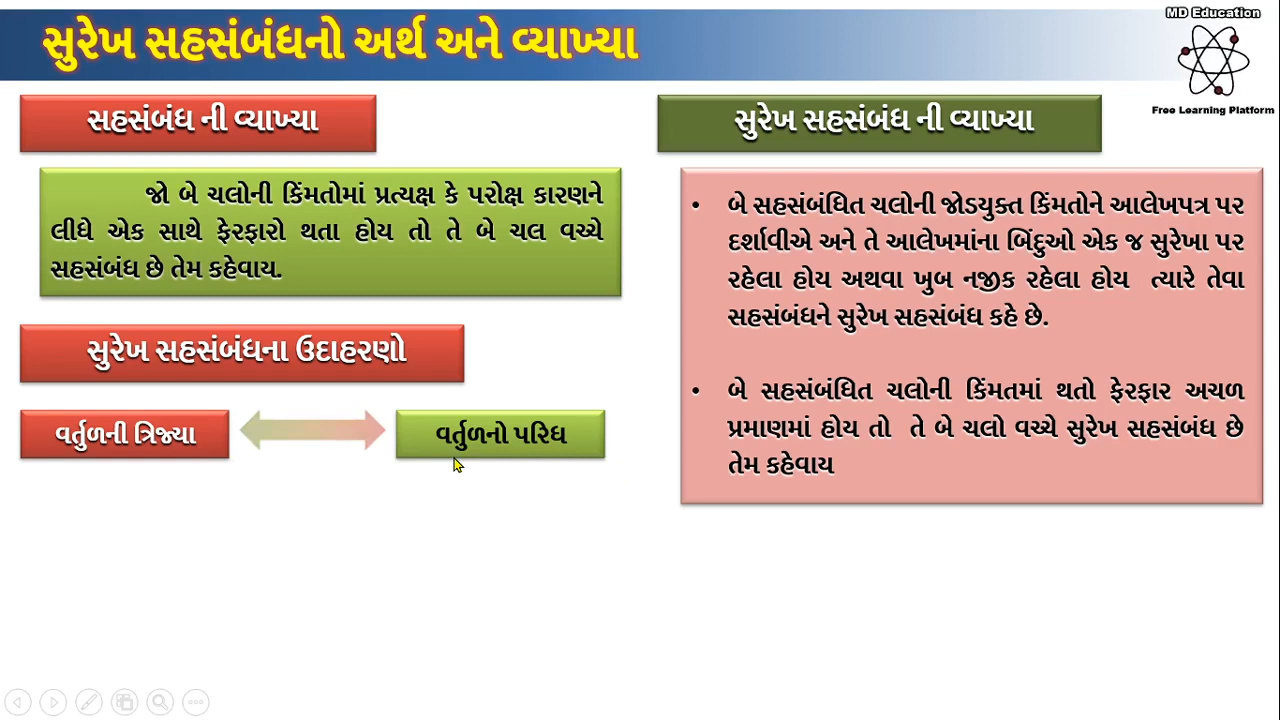 સુરેખ સહસંબંધનો અર્થ અને વ્યાખ્યા
MD Education
Free Learning Platform
સહસંબંધ ની વ્યાખ્યા
જો બે ચલોની કિંમતોમાં પ્રત્યક્ષ કે પરોક્ષ કારણને
લીધે એક સાથે ફેરફારો થતા હોય તો તે બે ચલ વચ્ચે
સહસંબંધ છે તેમ કહેવાય.
સુરેખ સહસંબંધના ઉદાહરણો
વર્તુળની ત્રિજ્યા
વર્તુળનો પરિઘ
સુરેખ સહસંબંધ ની વ્યાખ્યા
• બે સહસંબંધિત ચલોની જોડયુક્ત કિંમતોને આલેખપત્ર પર
દર્શાવીએ અને તે આલેખમાંના બિંદુઓ એક જ સુરેખા પર
રહેલા હોય અથવા ખુબ નજીક રહેલા હોય ત્યારે તેવા
સહસંબંધને સુરેખ સહસંબંધ કહે છે.
• બે સહસંબંધિત ચલોની કિંમતમાં થતો ફેરફાર અચળ
પ્રમાણમાં હોય તો તે બે ચલો વચ્ચે સુરેખ સહસંબંધ છે
તેમ કહેવાય